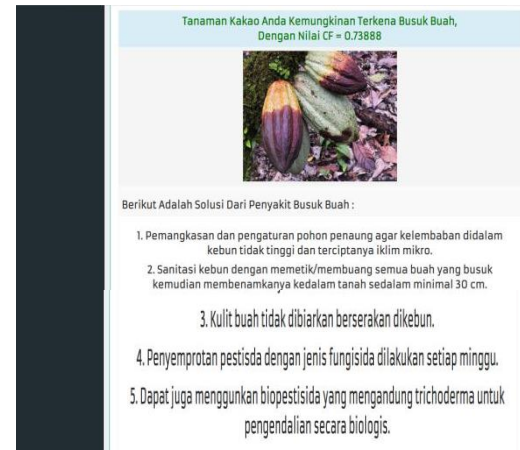 Tanaman Kakao Anda Kemungkinan Terkena Busuk Buah,
Dengan Nilai CF = 0.73888
Berikut Adalah Solusi Dari Penyakit Busuk Buah :
1. Pemangkasan dan pengaturan pohon penaung agar kelembaban didalam
kebun tidak tinggi dan terciptanya iklim mikro.
2. Sanitasi kebun dengan memetik/membuang semua buah yang busuk
kemudian membenamkanya kedalam tanah sedalam minimal 30 cm.
3. Kulit buah tidak dibiarkan berserakan dikebun.
4. Penyemprotan pestisda dengan jenis fungisida dilakukan setiap minggu.
5. Dapat juga menggunkan biopestisida yang mengandung trichoderma untuk
pengendalian secara biologis.